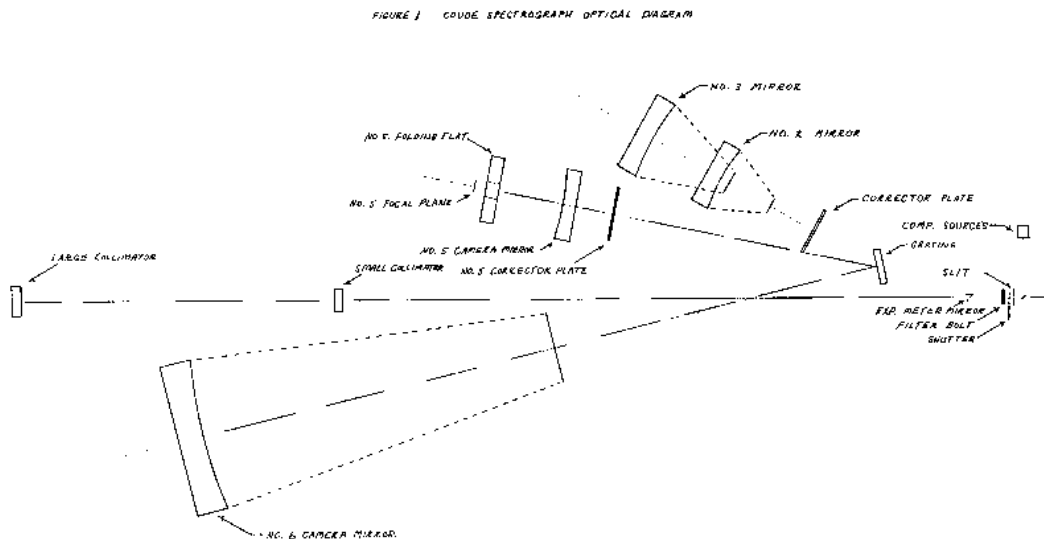 FIGURE 1 COUDE SPECTROGRAPH OPTICAL DIAGRAM
NO. 3 MIRROR
NO. 5 FOLDING FLAT
NO. 2 MIRROR
NO. 5 FOCAL PLANE
CORRECTOR PLATE
COMP. SOURCES
GRATING
NO. 5 CAMERA MIRROR
LARGE COLLIMATOR
SMALL COLLIMATOR
NO. 5 CORRECTOR PLATE
SLIT
EXP. METER MIRROR
FILTER BOLT
SHUTTER
NO. 6 CAMERA MIRROR